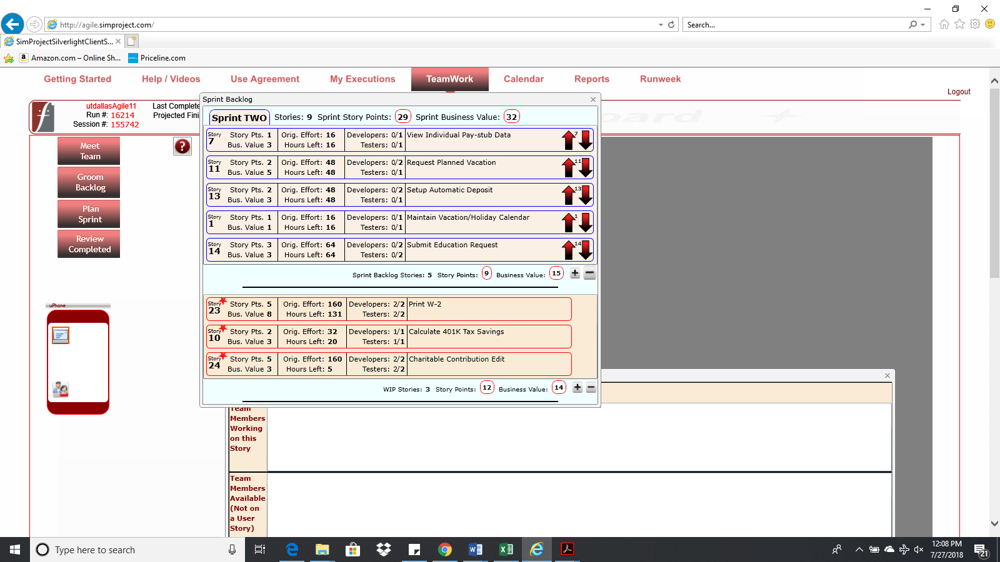 http://agile.simproject.com/
Search...
SimProjectSilverlightClientS...
Amazon.com – Online Sh...
Priceline.com
Getting Started
Help / Videos
Use Agreement
My Executions
TeamWork
Calendar
Reports
Runweek
Logout
utdallasAgile11
Run #: 16214
Session #: 155742
Last Complete
Projected Fini
Meet Team
Groom Backlog
Plan Sprint
Review Completed
?
uPhone
Sprint Backlog
Sprint TWO Stories: 9 Sprint Story Points: 29 Sprint Business Value: 32
Story Story Pts. 1 Orig. Effort: 16 Developers: 0/1 View Individual Pay-stub Data 7
7 Bus. Value 3 Hours Left: 16 Testers: 0/1
Story Story Pts. 2 Orig. Effort: 48 Developers: 0/2 Request Planned Vacation 11
11 Bus. Value 5 Hours Left: 48 Testers: 0/1
Story Story Pts. 2 Orig. Effort: 48 Developers: 0/2 Setup Automatic Deposit 13
13 Bus. Value 3 Hours Left: 48 Testers: 0/1
Story Story Pts. 1 Orig. Effort: 16 Developers: 0/1 Maintain Vacation/Holiday Calendar 1
1 Bus. Value 1 Hours Left: 16 Testers: 0/1
Story Story Pts. 3 Orig. Effort: 64 Developers: 0/2 Submit Education Request 14
14 Bus. Value 3 Hours Left: 64 Testers: 0/2
Sprint Backlog Stories: 5 Story Points: 9 Business Value: 15
Story Story Pts. 5 Orig. Effort: 160 Developers: 2/2 Print W-2
23 Bus. Value 8 Hours Left: 131 Testers: 2/2
Story Story Pts. 2 Orig. Effort: 32 Developers: 1/1 Calculate 401K Tax Savings
10 Bus. Value 3 Hours Left: 20 Testers: 1/1
Story Story Pts. 5 Orig. Effort: 160 Developers: 2/2 Charitable Contribution Edit
24 Bus. Value 3 Hours Left: 5 Testers: 2/2
WIP Stories: 3 Story Points: 12 Business Value: 14
Team
Members
Working
on this
Story
Team
Members
Available
(Not on
a User
Story)
Type here to search
12:08 PM
7/27/2018
21